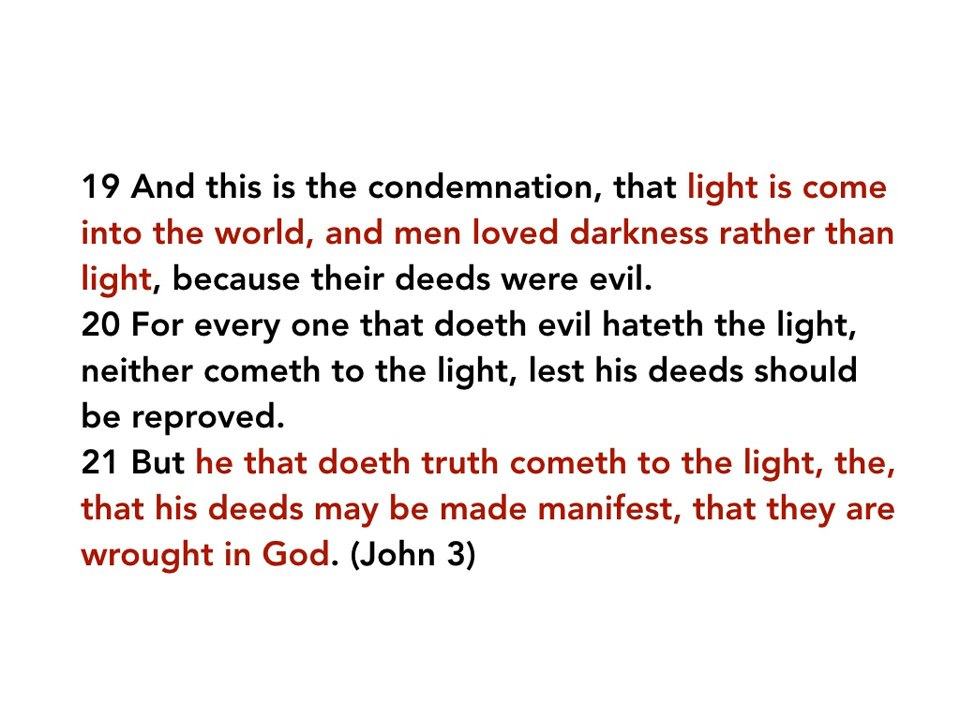 19 And this is the condemnation, that light is come
into the world, and men loved darkness rather than
light, because their deeds were evil.
20 For every one that doeth evil hateth the light,
neither cometh to the light, lest his deeds should
be reproved.
21 But he that doeth truth cometh to the light, the,
that his deeds may be made manifest, that they are
wrought in God. (John 3)